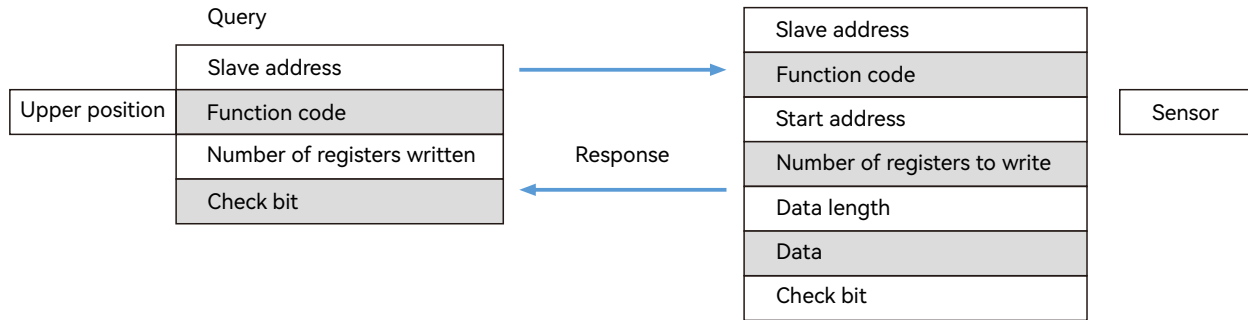 Query
Slave address
Function code
Number of registers written
Check bit
Upper position
Response
Slave address
Function code
Start address
Number of registers to write
Data length
Data
Check bit
Sensor